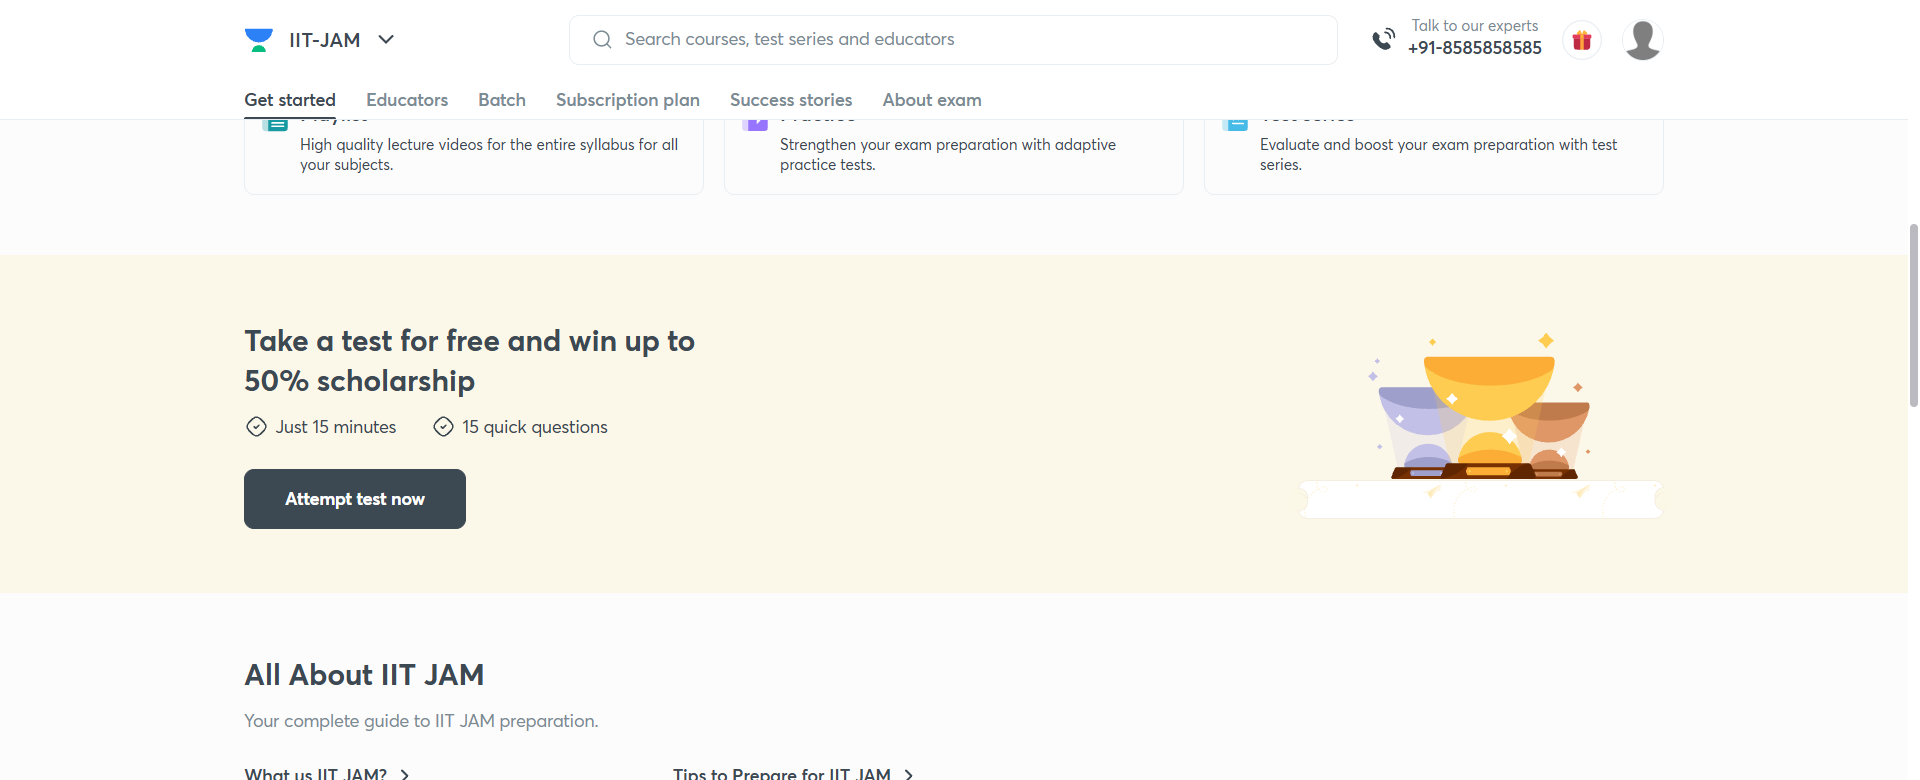 IIT-JAM
Search courses, test series and educators
Talk to our experts
+91-8585858585
Get started
Educators
Batch
Subscription plan
Success stories
About exam
High quality lecture videos for the entire syllabus for all
your subjects.
Strengthen your exam preparation with adaptive
practice tests.
Evaluate and boost your exam preparation with test
series.
Take a test for free and win up to
50% scholarship
Just 15 minutes
15 quick questions
Attempt test now
All About IIT JAM
Your complete guide to IIT JAM preparation.
What us IIT JAM?
Tips to Prepare for IIT JAM